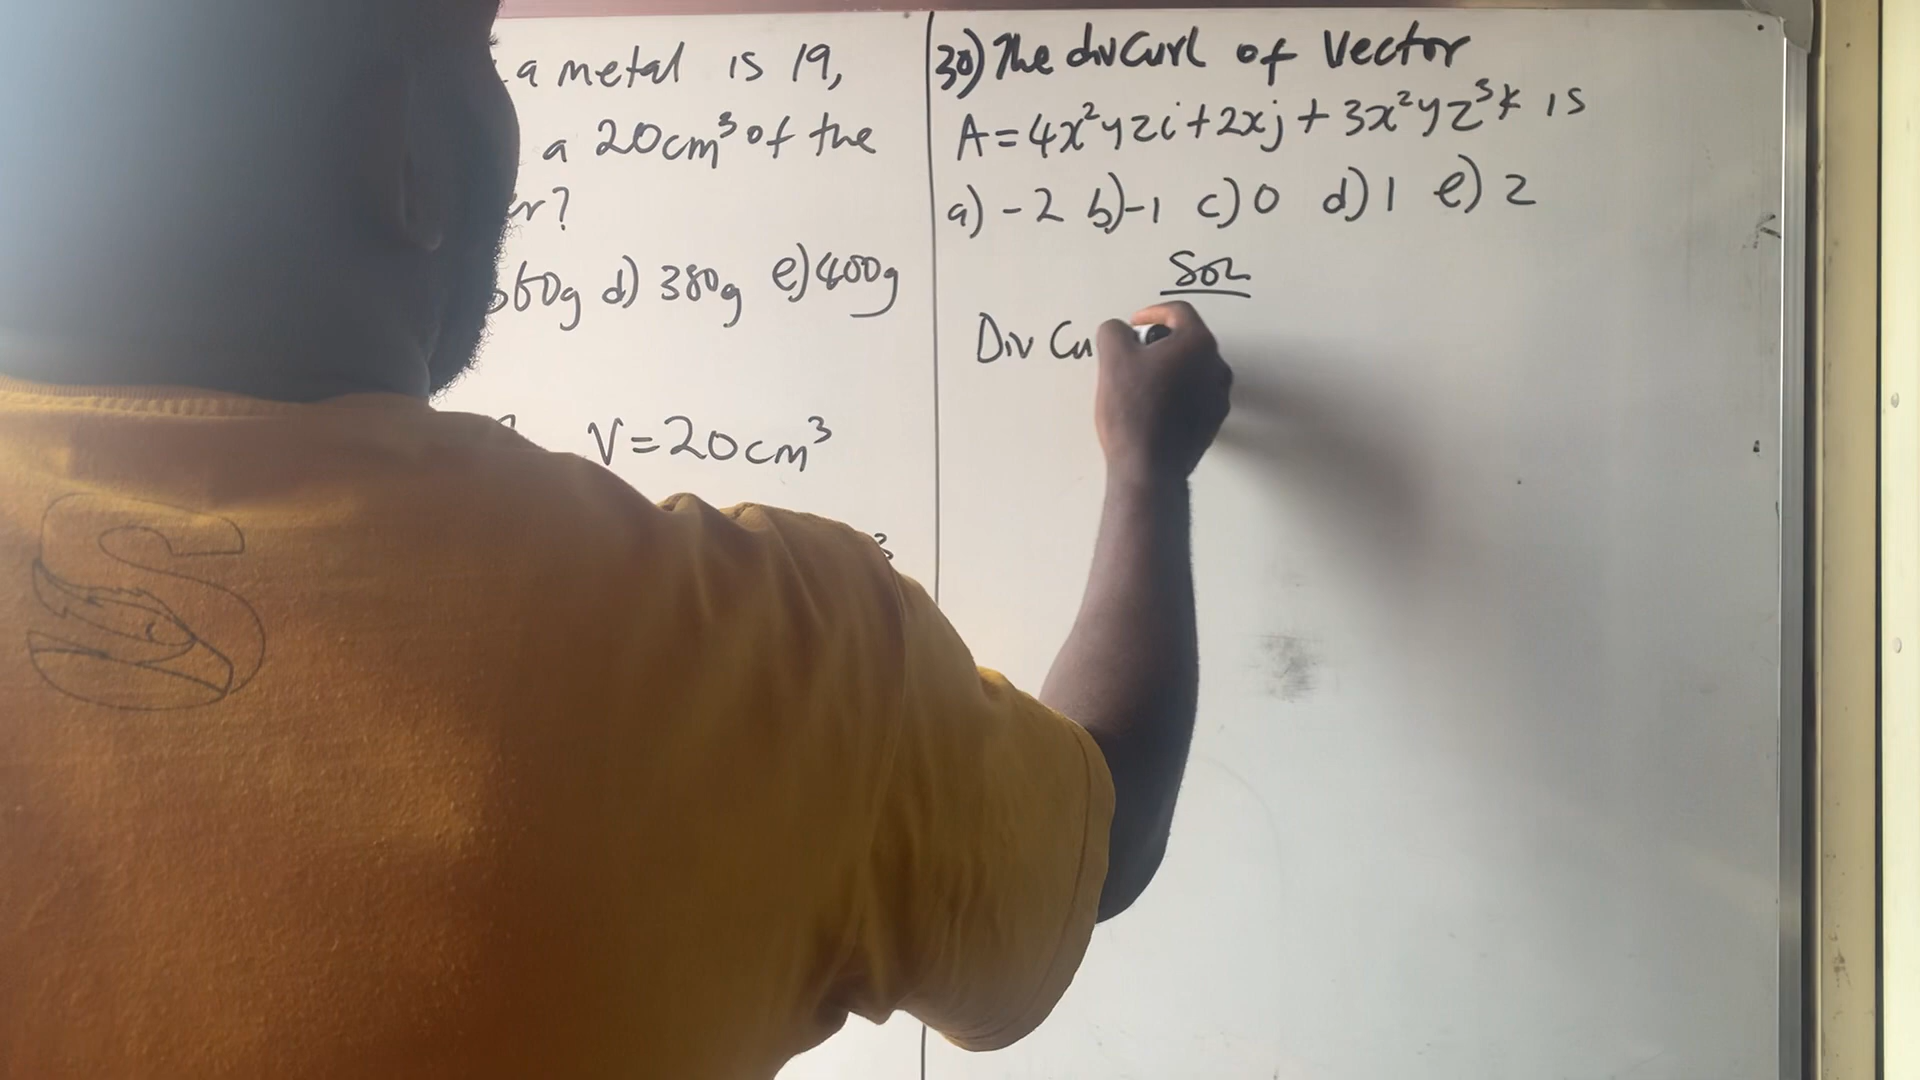 a metal is 19,
a 20cm³ of the
r?
60g d) 380g e) 400g
V=20cm³
3
30) The divCurl of Vector
A=4x²yzi+2xj+3x²yz³k is
a) -2 b) -1 c) 0 d) 1 e) 2
Sol
Div Cu